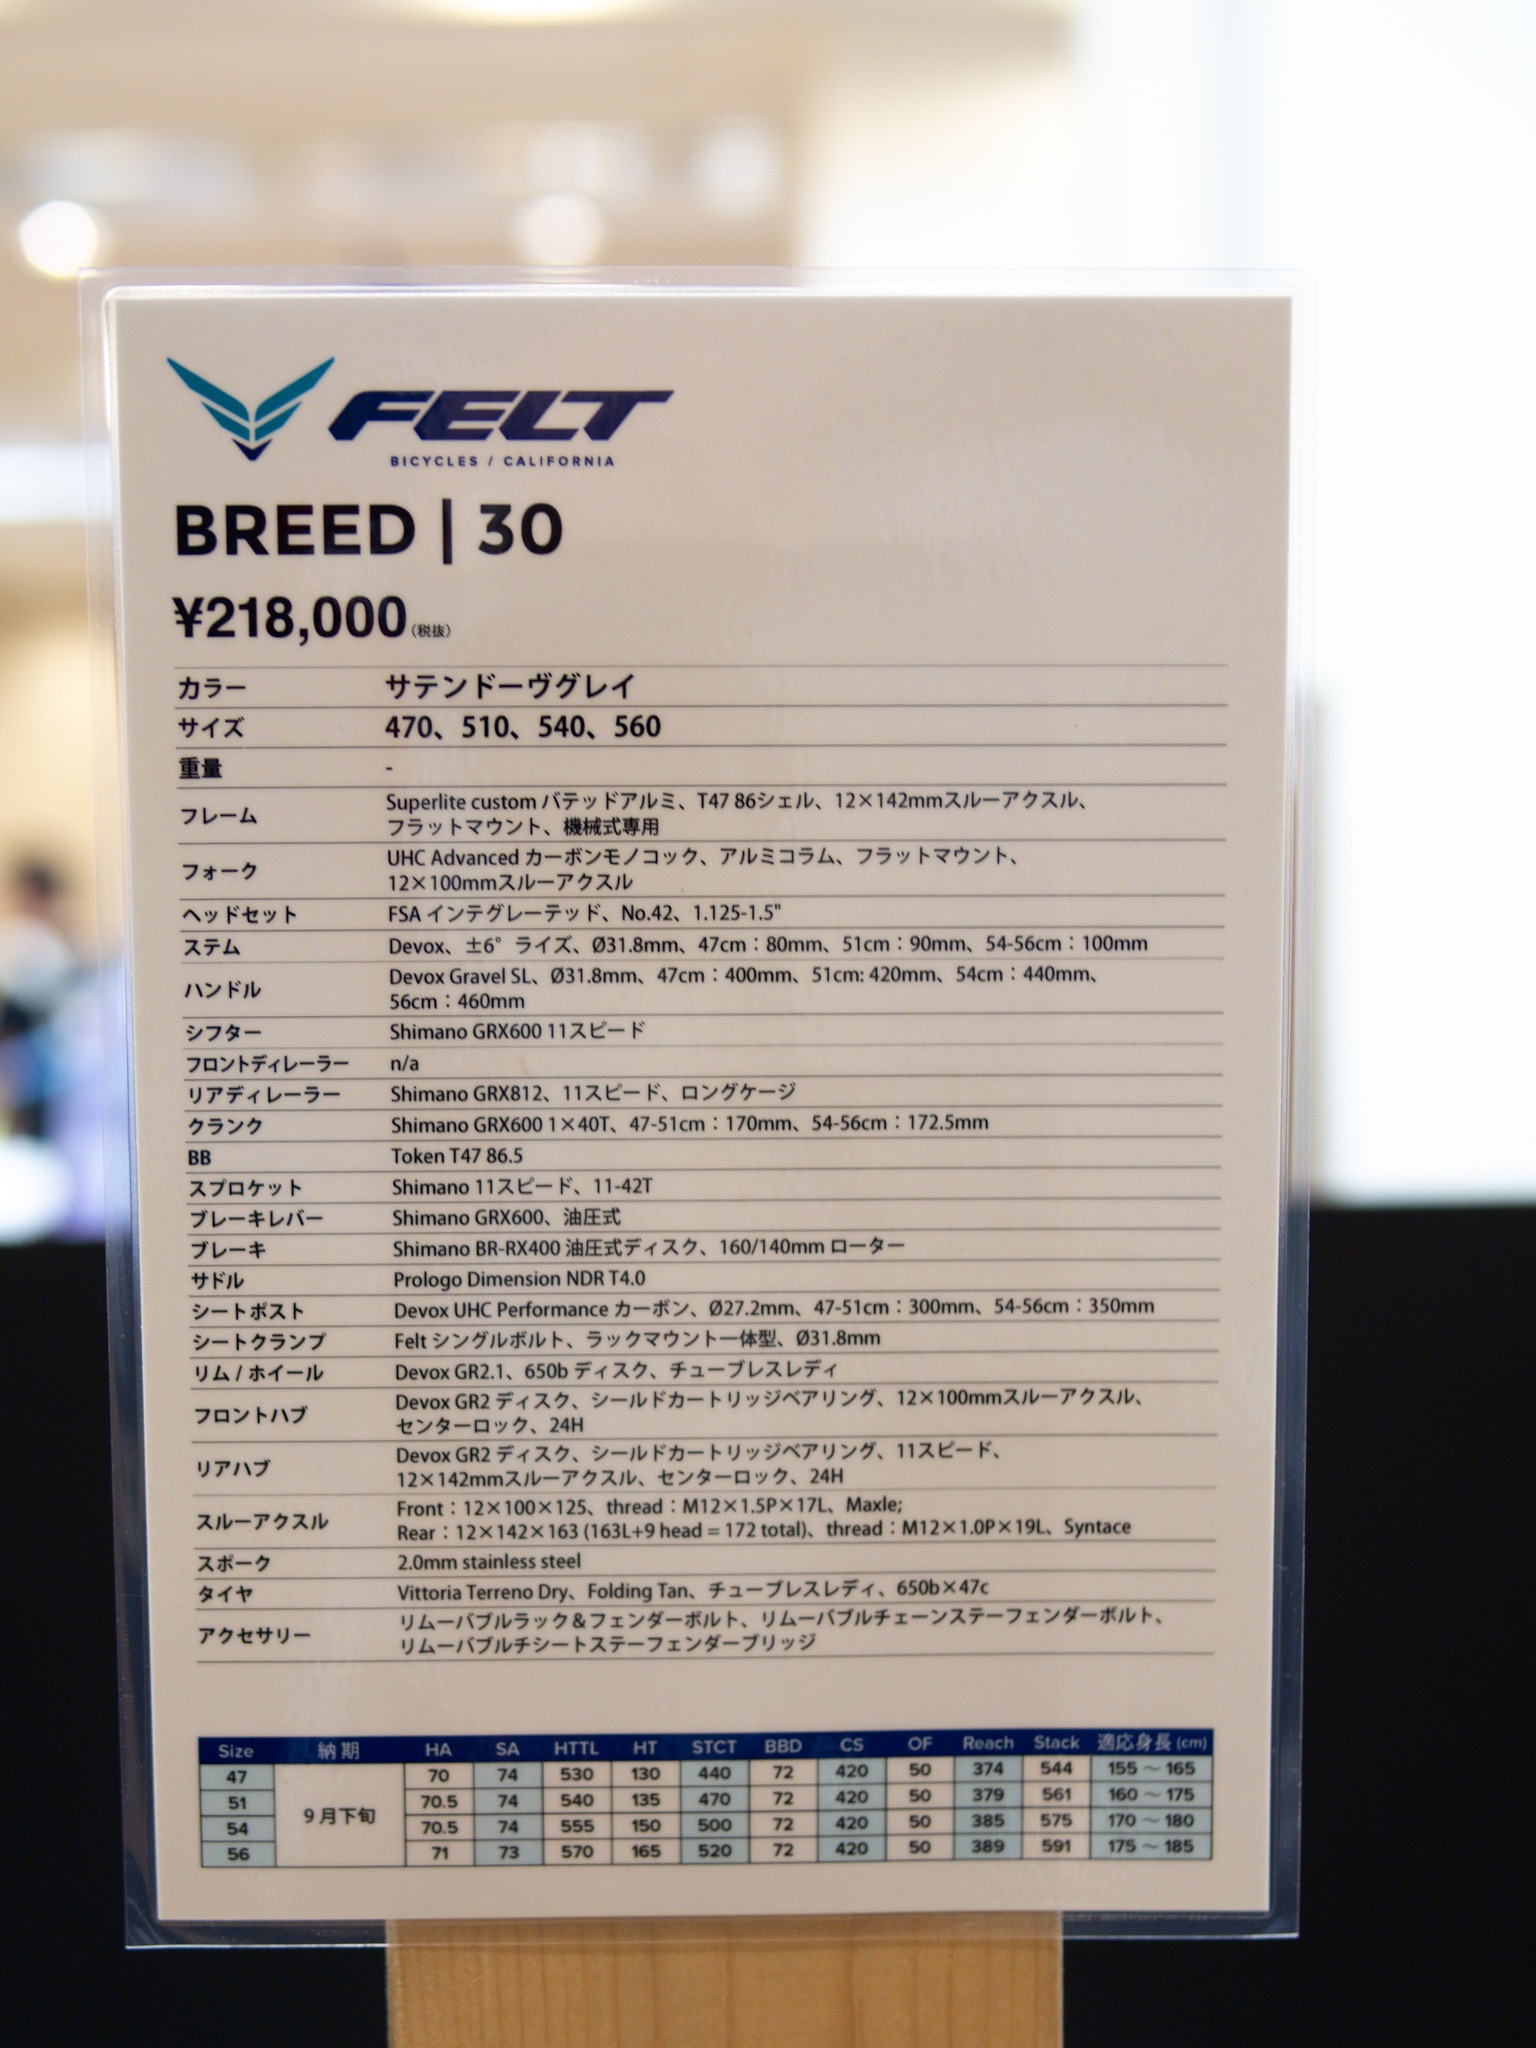 FELT
BICYCLES / CALIFORNIA
BREED | 30
¥218,000(税抜)
カラー サテンドーヴグレイ
サイズ 470、510、540、560
重量 -
フレーム Superlite custom バテッドアルミ、T47 86シェル、12×142mmスルーアクスル、
フラットマウント、機械式専用
フォーク UHC Advanced カーボンモノコック、アルミコラム、フラットマウント、
12×100mmスルーアクスル
ヘッドセット FSA インテグレーテッド、No.42、1.125-1.5"
ステム Devox、±6° ライズ、Ø31.8mm、47cm：80mm、51cm：90mm、54-56cm：100mm
ハンドル Devox Gravel SL、Ø31.8mm、47cm：400mm、51cm: 420mm、54cm：440mm、
56cm：460mm
シフター Shimano GRX600 11スピード
フロントディレーラー n/a
リアディレーラー Shimano GRX812、11スピード、ロングケージ
クランク Shimano GRX600 1×40T、47-51cm：170mm、54-56cm：172.5mm
BB Token T47 86.5
スプロケット Shimano 11スピード、11-42T
ブレーキレバー Shimano GRX600、油圧式
ブレーキ Shimano BR-RX400 油圧式ディスク、160/140mm ローター
サドル Prologo Dimension NDR T4.0
シートポスト Devox UHC Performance カーボン、Ø27.2mm、47-51cm：300mm、54-56cm：350mm
シートクランプ Felt シングルボルト、ラックマウント一体型、Ø31.8mm
リム / ホイール Devox GR2.1、650b ディスク、チューブレスレディ
フロントハブ Devox GR2 ディスク、シールドカートリッジベアリング、12×100mmスルーアクスル、
センターロック、24H
リアハブ Devox GR2 ディスク、シールドカートリッジベアリング、11スピード、
12×142mmスルーアクスル、センターロック、24H
スルーアクスル Front：12×100×125、thread：M12×1.5P×17L、Maxle;
Rear：12×142×163 (163L+9 head = 172 total)、thread：M12×1.0P×19L、Syntace
スポーク 2.0mm stainless steel
タイヤ Vittoria Terreno Dry、Folding Tan、チューブレスレディ、650b×47c
アクセサリー リムーバブルラック＆フェンダーボルト、リムーバブルチェーンステーフェンダーボルト、
リムーバブルチシートステーフェンダーブリッジ
Size 納期 HA SA HTTL HT STCT BBD CS OF Reach Stack 適応身長 (cm)
47 70 74 530 130 440 72 420 50 374 544 155 〜 165
51 9月下旬 70.5 74 540 135 470 72 420 50 379 561 160 〜 175
54 70.5 74 555 150 500 72 420 50 385 575 170 〜 180
56 71 73 570 165 520 72 420 50 389 591 175 〜 185